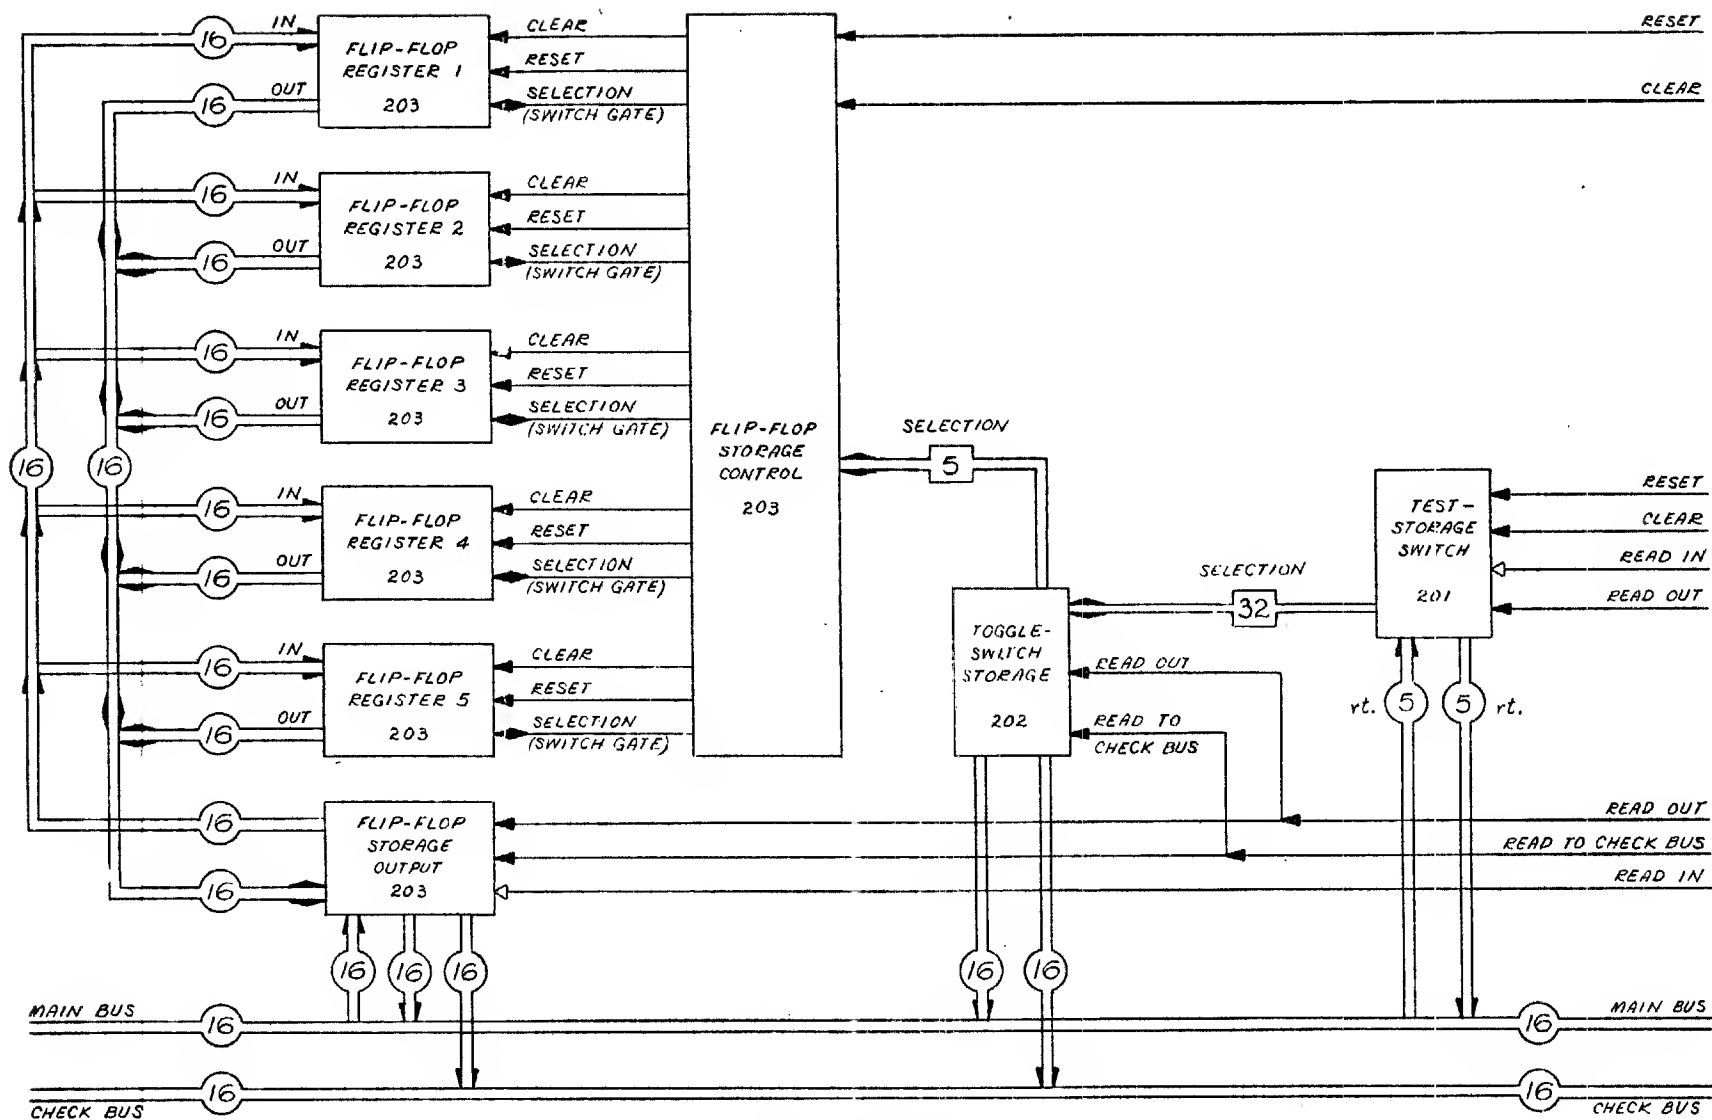 16
IN
FLIP-FLOP
REGISTER 1
203
CLEAR
RESET
SELECTION
(SWITCH GATE)
16
OUT
RESET
CLEAR
16
IN
FLIP-FLOP
REGISTER 2
203
CLEAR
RESET
SELECTION
(SWITCH GATE)
16
OUT
16
IN
FLIP-FLOP
REGISTER 3
203
CLEAR
RESET
SELECTION
(SWITCH GATE)
16
OUT
16
16
FLIP-FLOP
STORAGE
CONTROL
203
SELECTION
5
16
IN
FLIP-FLOP
REGISTER 4
203
CLEAR
RESET
SELECTION
(SWITCH GATE)
16
OUT
TEST-
STORAGE
SWITCH
201
RESET
CLEAR
READ IN
READ OUT
SELECTION
32
16
IN
FLIP-FLOP
REGISTER 5
203
CLEAR
RESET
SELECTION
(SWITCH GATE)
16
OUT
TOGGLE-
SWITCH
STORAGE
202
READ OUT
READ TO
CHECK BUS
rt.
5
5
rt.
16
FLIP-FLOP
STORAGE
OUTPUT
203
16
READ OUT
READ TO CHECK BUS
READ IN
16
16
16
16
16
MAIN BUS
16
16
MAIN BUS
16
CHECK BUS
16
CHECK BUS